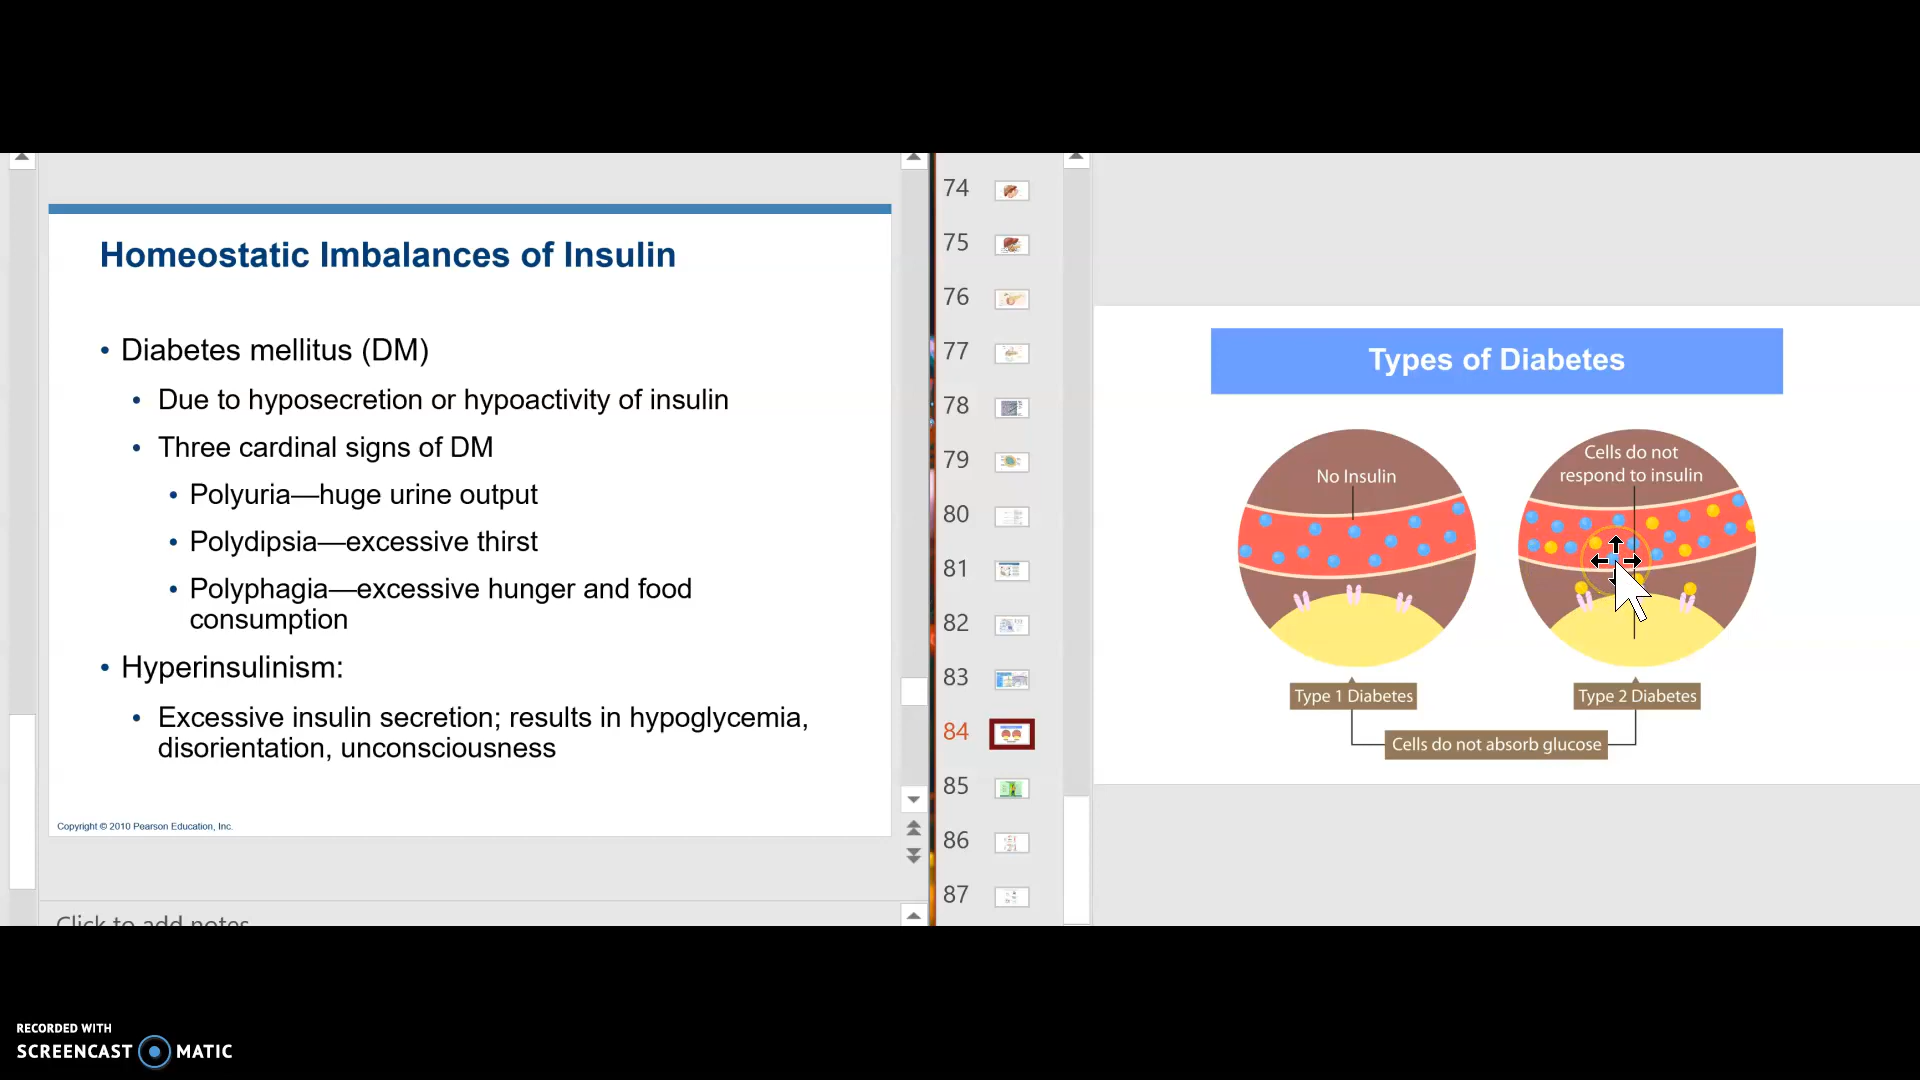 Homeostatic Imbalances of Insulin
• Diabetes mellitus (DM)
• Due to hyposecretion or hypoactivity of insulin
• Three cardinal signs of DM
• Polyuria—huge urine output
• Polydipsia—excessive thirst
• Polyphagia—excessive hunger and food
consumption
• Hyperinsulinism:
• Excessive insulin secretion; results in hypoglycemia,
disorientation, unconsciousness
Copyright © 2010 Pearson Education, Inc.
Click to add notes
74
75
76
77
78
79
80
81
82
83
84
85
86
87
Types of Diabetes
No Insulin
Cells do not
respond to insulin
Type 1 Diabetes
Type 2 Diabetes
Cells do not absorb glucose
RECORDED WITH
SCREENCAST MATIC